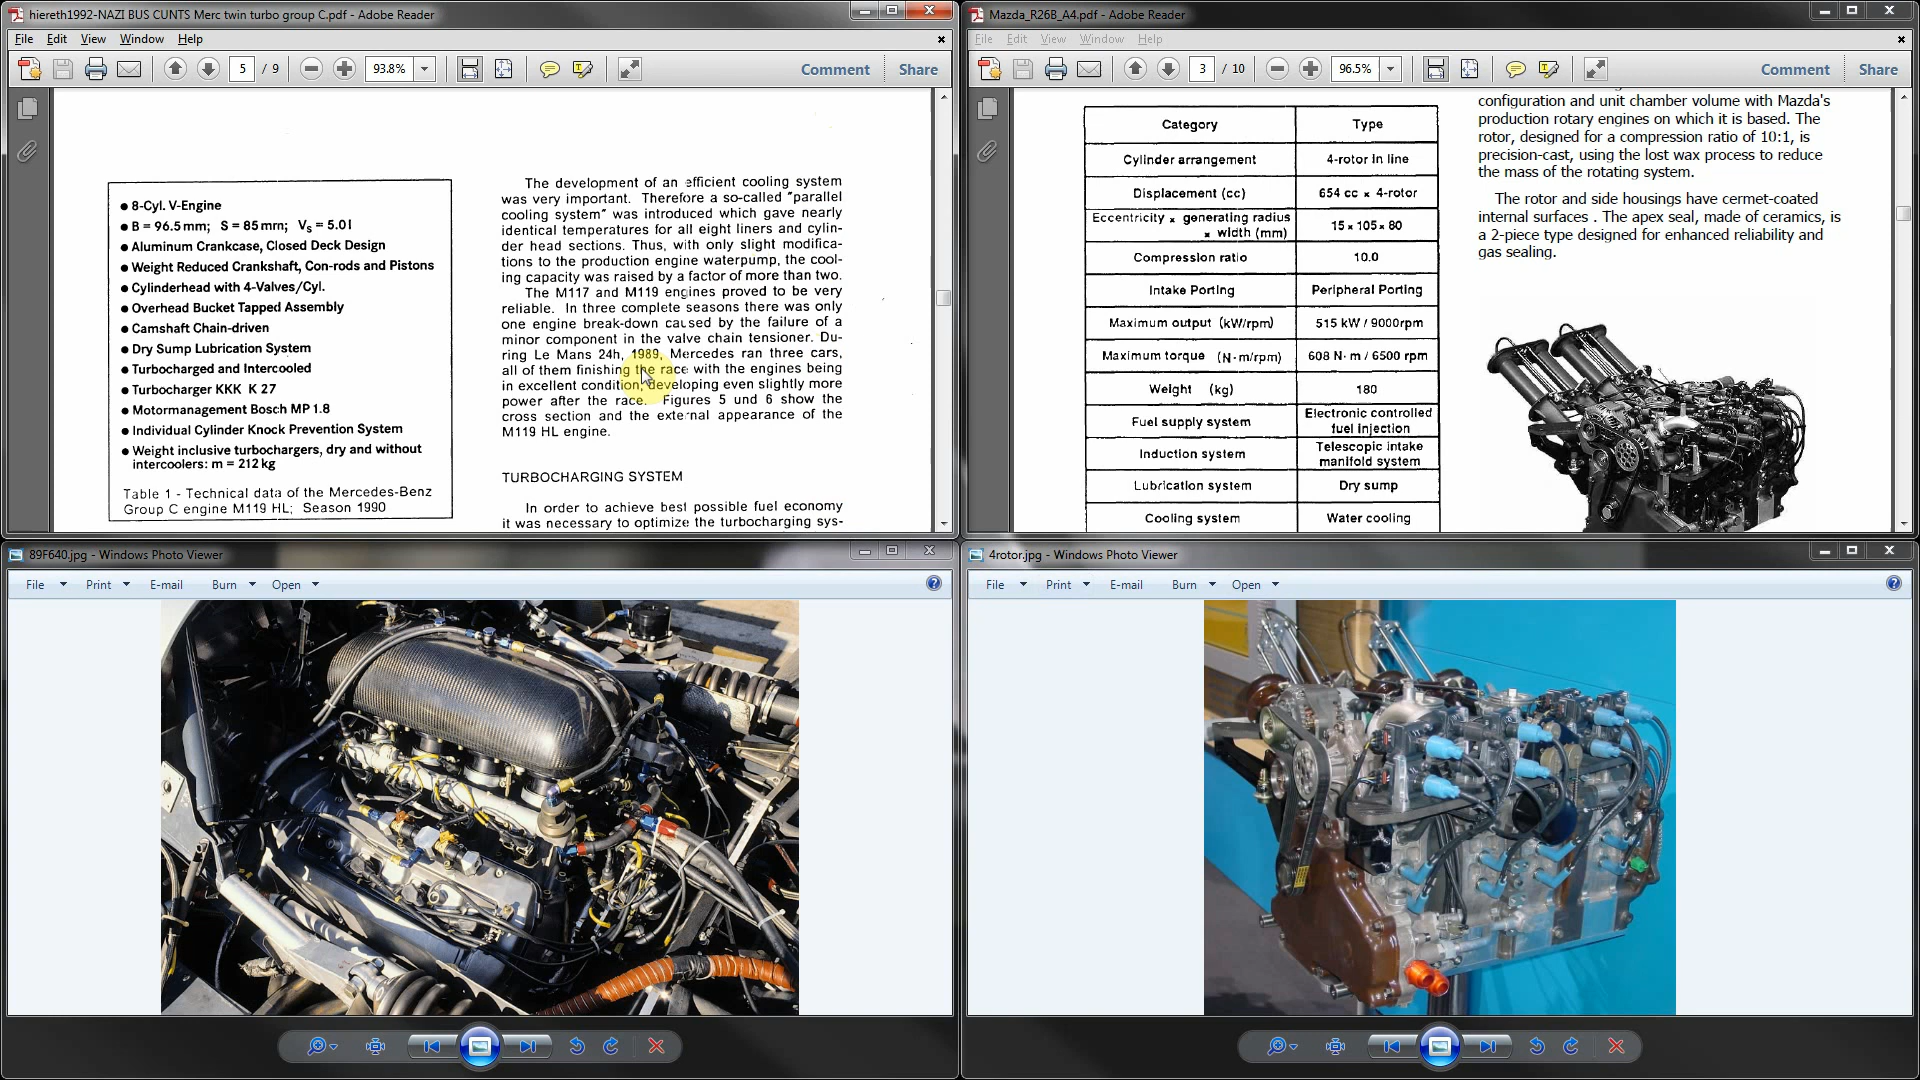 hiereth1992-NAZI BUS CUNTS Merc twin turbo group C.pdf - Adobe Reader
File Edit View Window Help
5 / 9
93.8%
Comment Share
● 8-Cyl. V-Engine
● B = 96.5mm; S = 85mm; Vs = 5.0l
● Aluminum Crankcase, Closed Deck Design
● Weight Reduced Crankshaft, Con-rods and Pistons
● Cylinderhead with 4-Valves/Cyl.
● Overhead Bucket Tapped Assembly
● Camshaft Chain-driven
● Dry Sump Lubrication System
● Turbocharged and Intercooled
● Turbocharger KKK K 27
● Motormanagement Bosch MP 1.8
● Individual Cylinder Knock Prevention System
● Weight inclusive turbochargers, dry and without
intercoolers: m = 212kg
Table 1 - Technical data of the Mercedes-Benz
Group C engine M119 HL; Season 1990
The development of an efficient cooling system
was very important. Therefore a so-called "parallel
cooling system" was introduced which gave nearly
identical temperatures for all eight liners and cylin-
der head sections. Thus, with only slight modifica-
tions to the production engine waterpump, the cool-
ing capacity was raised by a factor of more than two.
The M117 and M119 engines proved to be very
reliable. In three complete seasons there was only
one engine break-down caused by the failure of a
minor component in the valve chain tensioner. Du-
ring Le Mans 24h, 1989, Mercedes ran three cars,
all of them finishing the race with the engines being
in excellent condition, developing even slightly more
power after the race. Figures 5 und 6 show the
cross section and the external appearance of the
M119 HL engine.
TURBOCHARGING SYSTEM
In order to achieve best possible fuel economy
it was necessary to optimize the turbocharging sys-
Mazda_R26B_A4.pdf - Adobe Reader
File Edit View Window Help
3 / 10
96.5%
Comment Share
Category Type
Cylinder arrangement 4-rotor in line
Displacement (cc) 654 cc × 4-rotor
Eccentricity × generating radius
× width (mm) 15×105×80
Compression ratio 10.0
Intake Porting Peripheral Porting
Maximum output (kW/rpm) 515 kW / 9000rpm
Maximum torque (N·m/rpm) 608 N·m / 6500 rpm
Weight (kg) 180
Fuel supply system Electronic controlled
fuel injection
Induction system Telescopic intake
manifold system
Lubrication system Dry sump
Cooling system Water cooling
configuration and unit chamber volume with Mazda's
production rotary engines on which it is based. The
rotor, designed for a compression ratio of 10:1, is
precision-cast, using the lost wax process to reduce
the mass of the rotating system.
The rotor and side housings have cermet-coated
internal surfaces . The apex seal, made of ceramics, is
a 2-piece type designed for enhanced reliability and
gas sealing.
89F640.jpg - Windows Photo Viewer
File Print E-mail Burn Open
4rotor.jpg - Windows Photo Viewer
File Print E-mail Burn Open